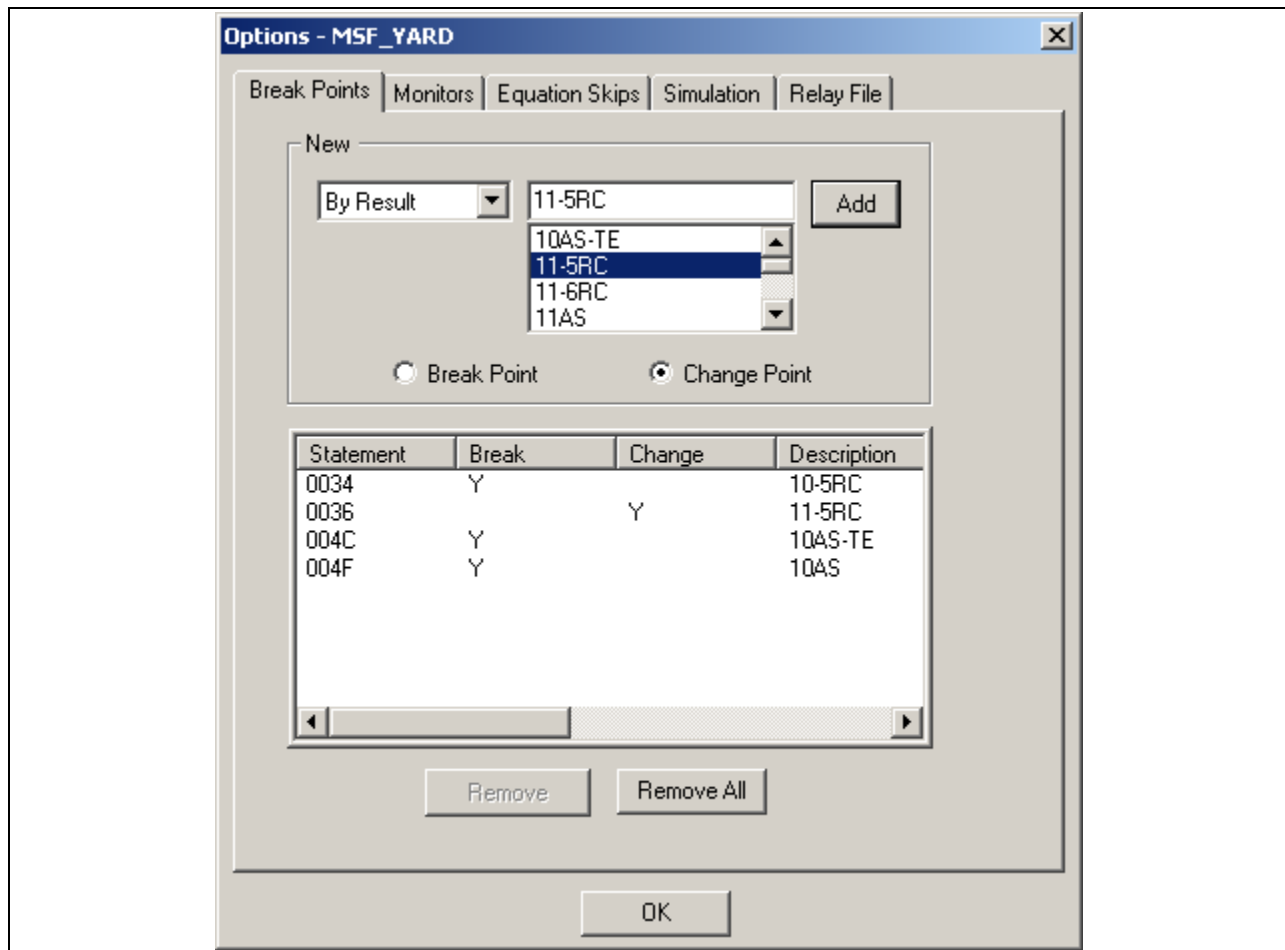 Options - MSF_YARD
Break Points Monitors Equation Skips Simulation Relay File
New
By Result 11-5RC Add
10AS-TE
11-5RC
11-6RC
11AS
Break Point Change Point
Statement Break Change Description
0034 Y 10-5RC
0036 Y 11-5RC
004C Y 10AS-TE
004F Y 10AS
Remove Remove All
OK